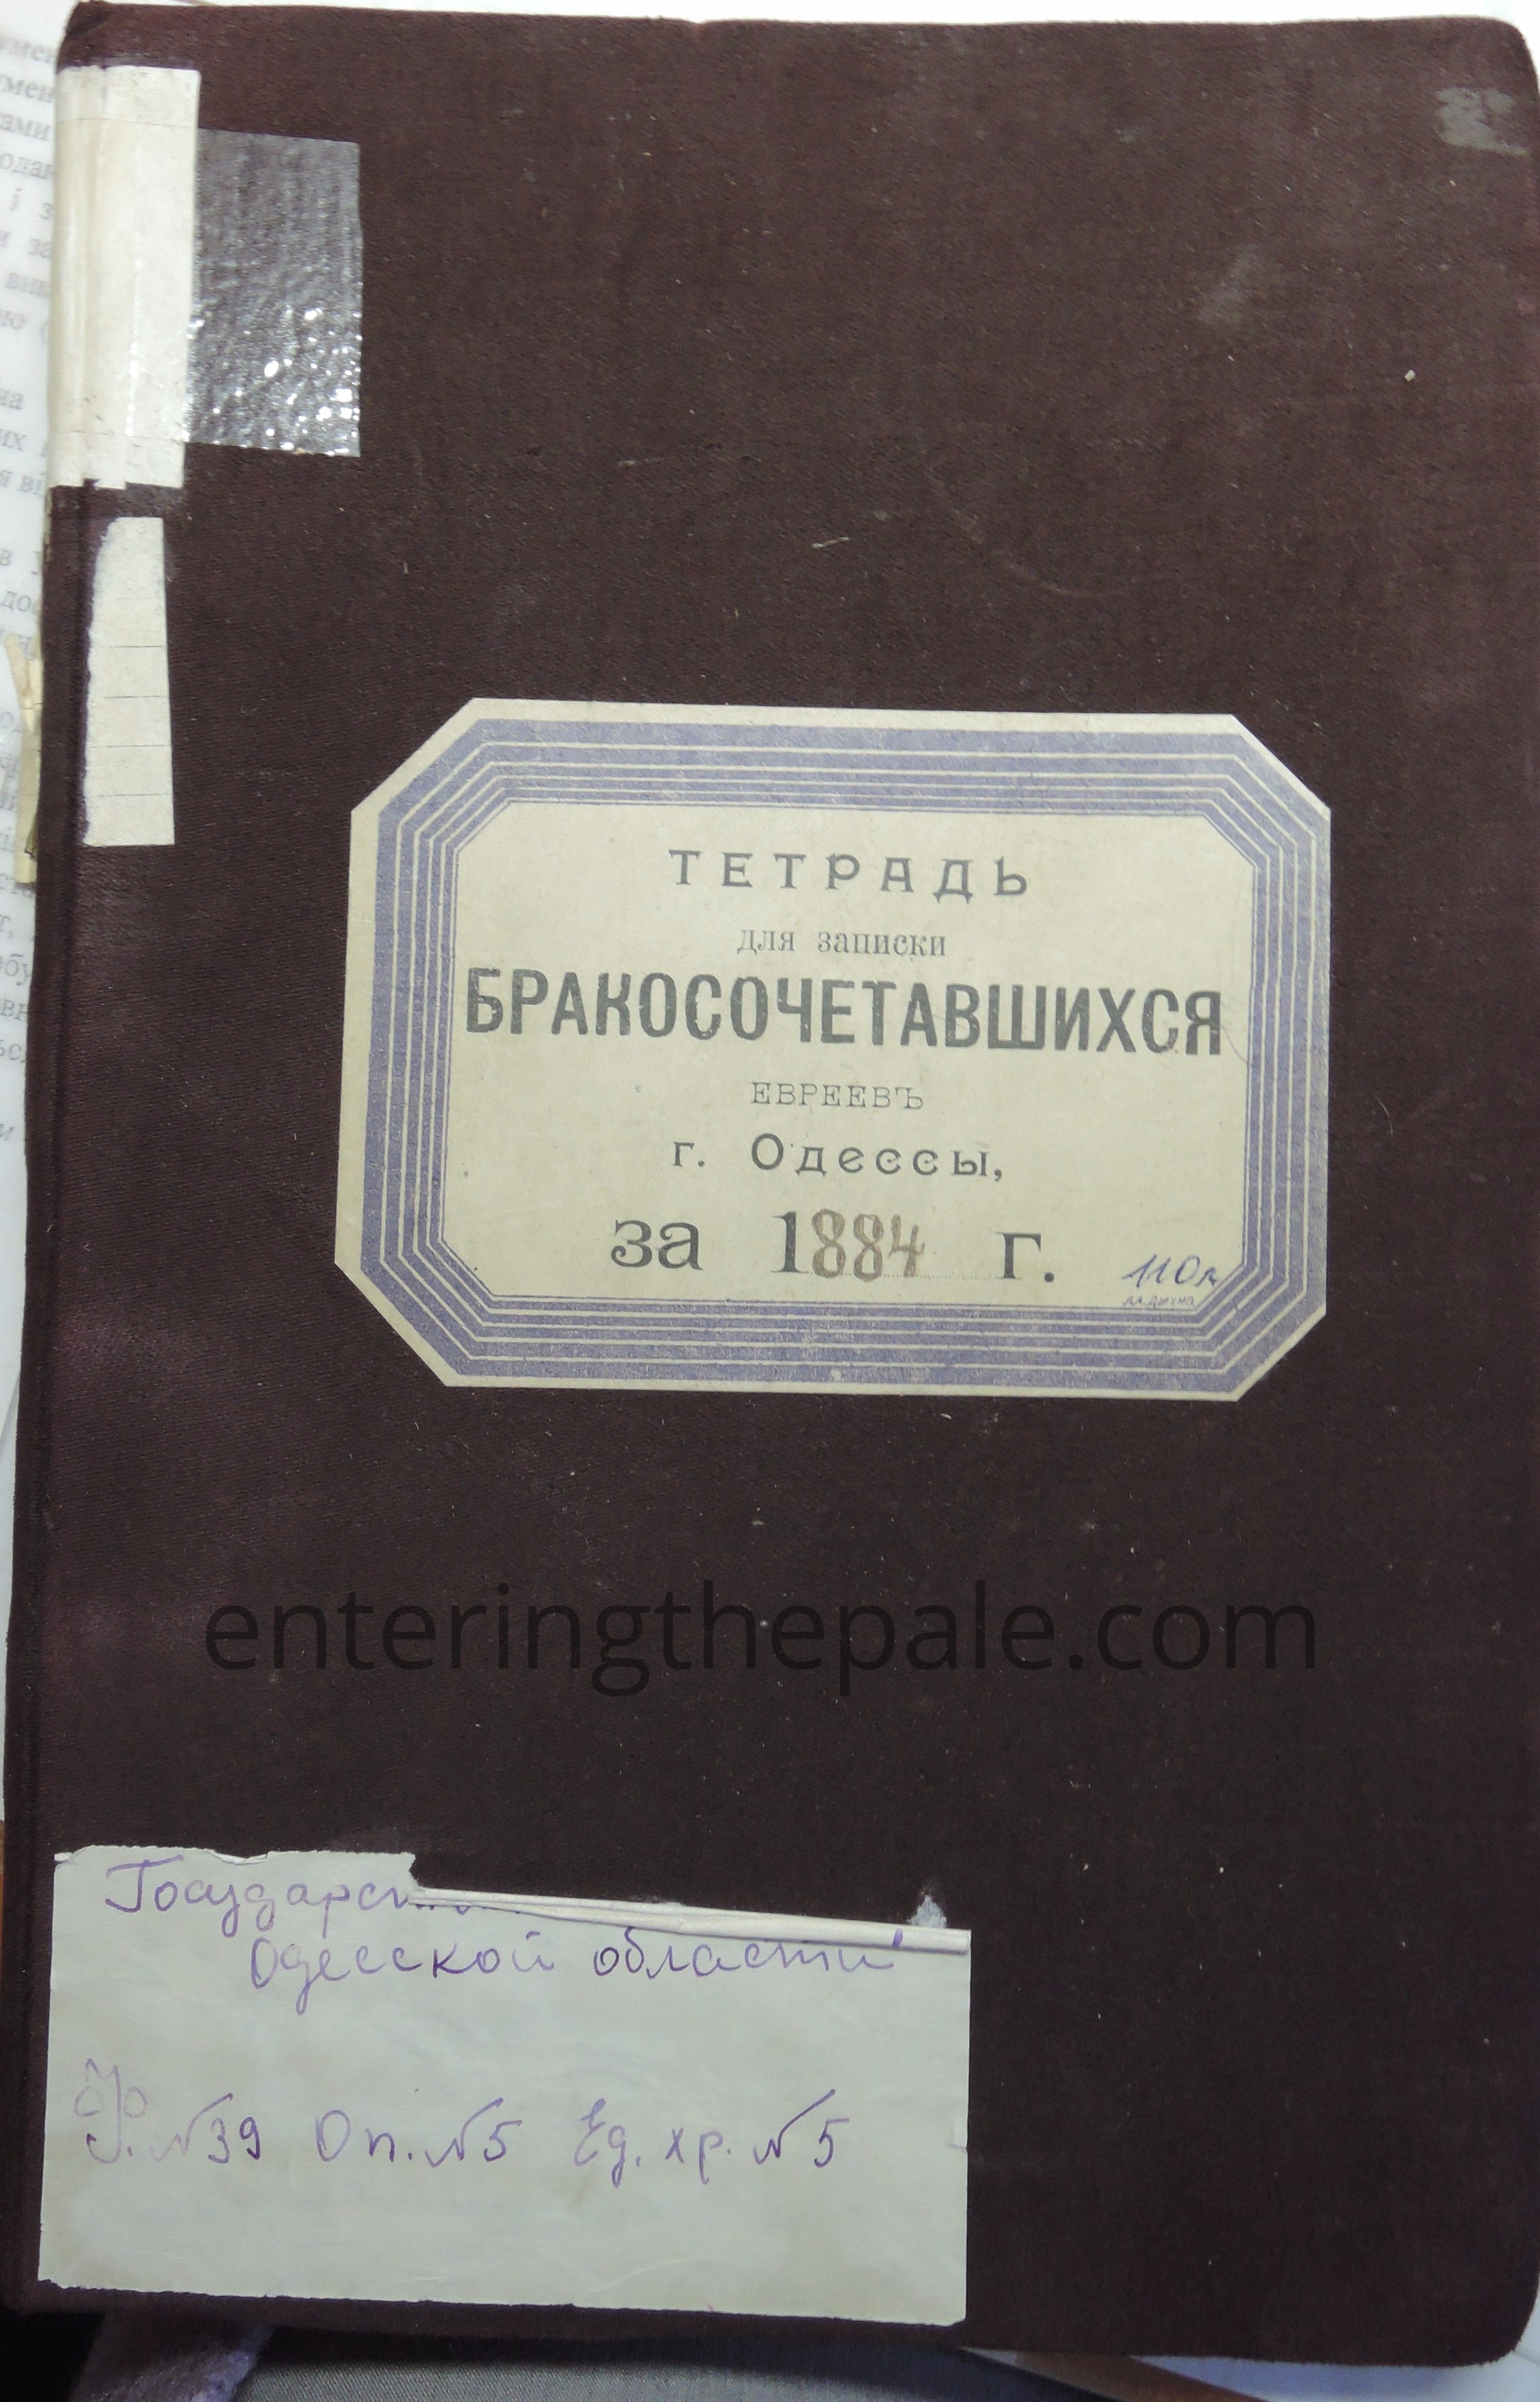 ТЕТРАДЬ
для записки
БРАКОСОЧЕТАВШИХСЯ
ЕВРЕЕВЪ
г. Одессы,
за 1884 г.
110л
enteringthepale.com
Одесской области
Ф. №39 Оп. №5 Ед. хр. №5